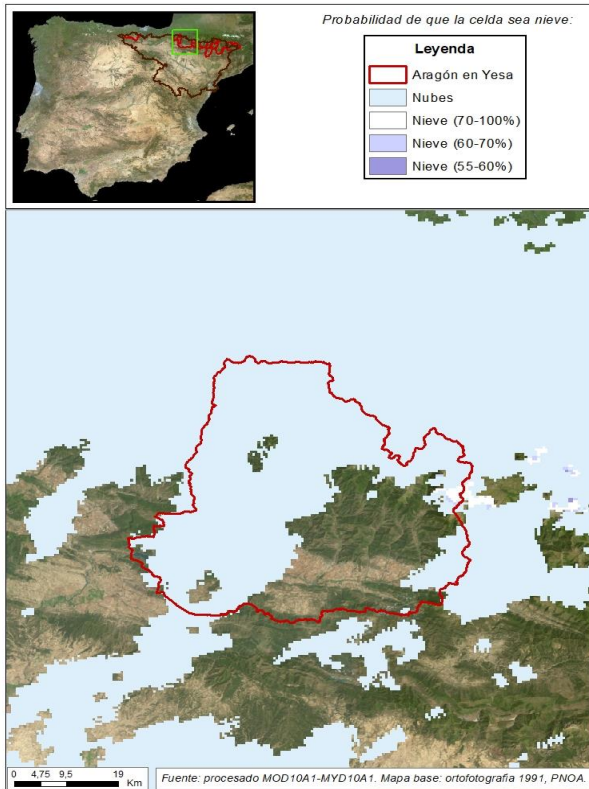 Probabilidad de que la celda sea nieve:
Leyenda
Aragón en Yesa
Nubes
Nieve (70-100%)
Nieve (60-70%)
Nieve (55-60%)
0 4,75 9,5 19
Km
Fuente: procesado MOD10A1-MYD10A1. Mapa base: ortofotografia 1991, PNOA.